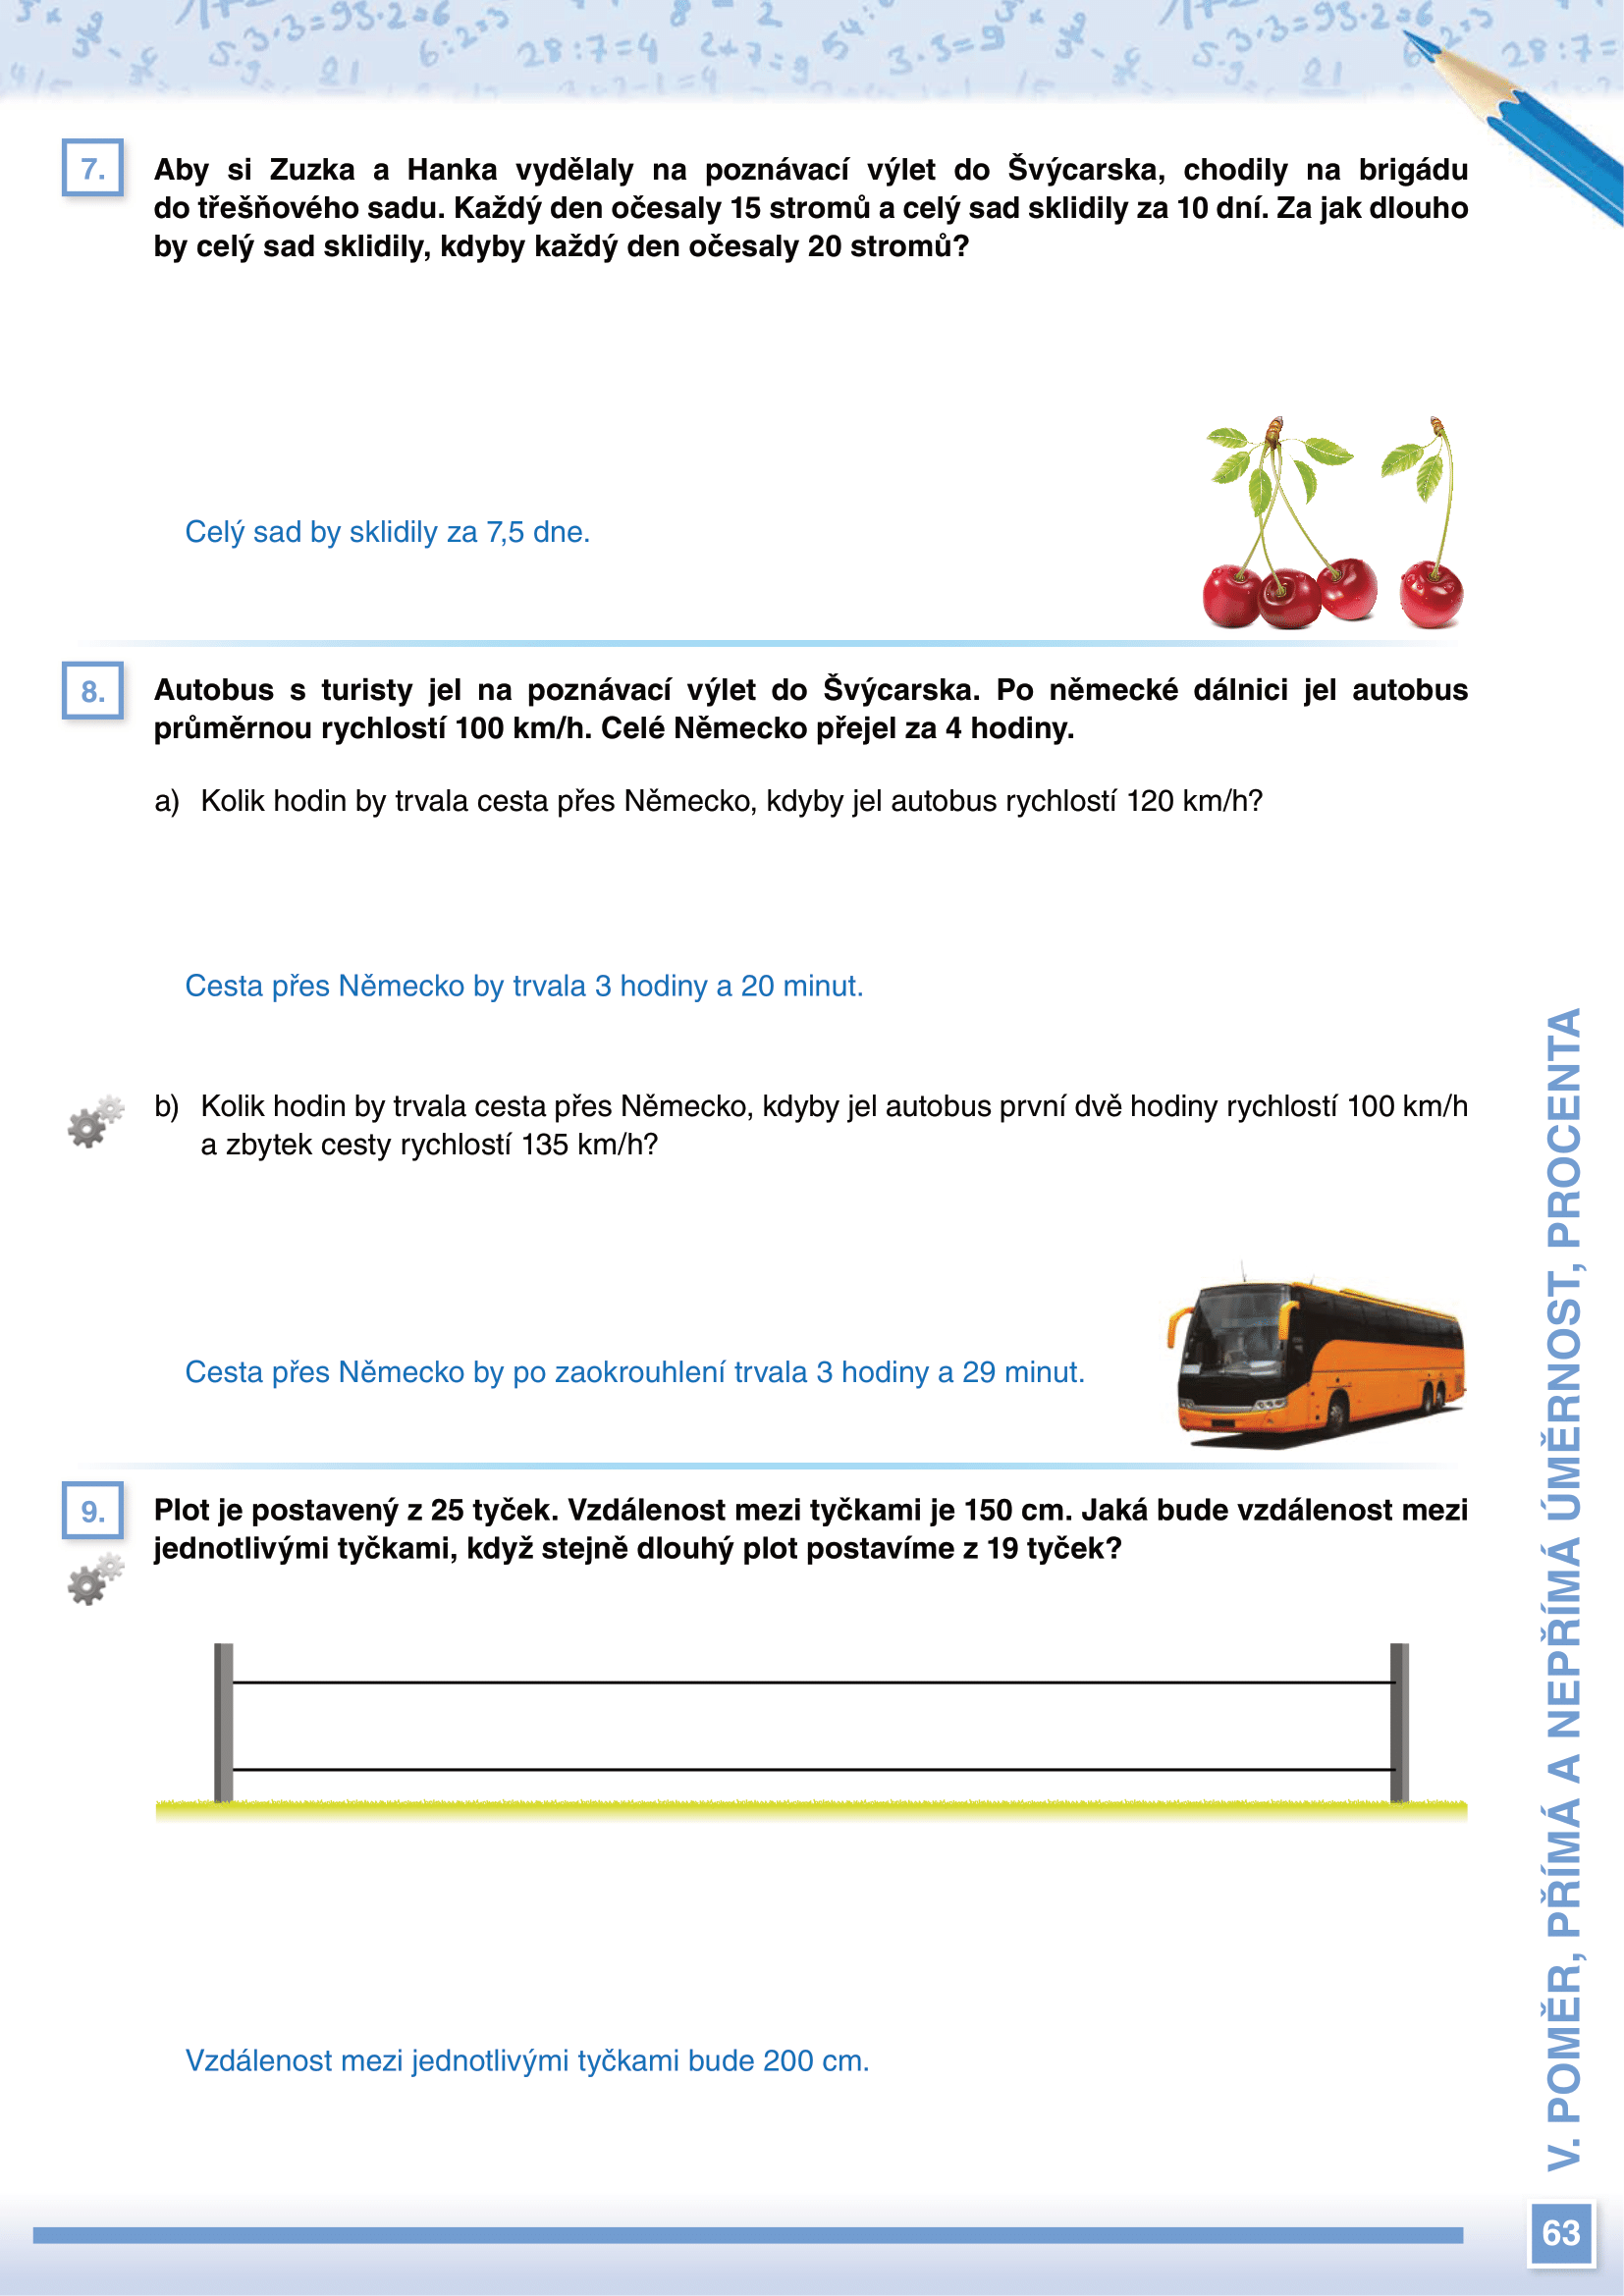 7.
Aby si Zuzka a Hanka vydělaly na poznávací výlet do Švýcarska, chodily na brigádu
do třešňového sadu. Každý den očesaly 15 stromů a celý sad sklidily za 10 dní. Za jak dlouho
by celý sad sklidily, kdyby každý den očesaly 20 stromů?
Celý sad by sklidily za 7,5 dne.
8.
Autobus s turisty jel na poznávací výlet do Švýcarska. Po německé dálnici jel autobus
průměrnou rychlostí 100 km/h. Celé Německo přejel za 4 hodiny.
a) Kolik hodin by trvala cesta přes Německo, kdyby jel autobus rychlostí 120 km/h?
Cesta přes Německo by trvala 3 hodiny a 20 minut.
b) Kolik hodin by trvala cesta přes Německo, kdyby jel autobus první dvě hodiny rychlostí 100 km/h
a zbytek cesty rychlostí 135 km/h?
Cesta přes Německo by po zaokrouhlení trvala 3 hodiny a 29 minut.
9.
Plot je postavený z 25 tyček. Vzdálenost mezi tyčkami je 150 cm. Jaká bude vzdálenost mezi
jednotlivými tyčkami, když stejně dlouhý plot postavíme z 19 tyček?
Vzdálenost mezi jednotlivými tyčkami bude 200 cm.
V. POMĚR, PŘÍMÁ A NEPŘÍMÁ ÚMĚRNOST, PROCENTA
63